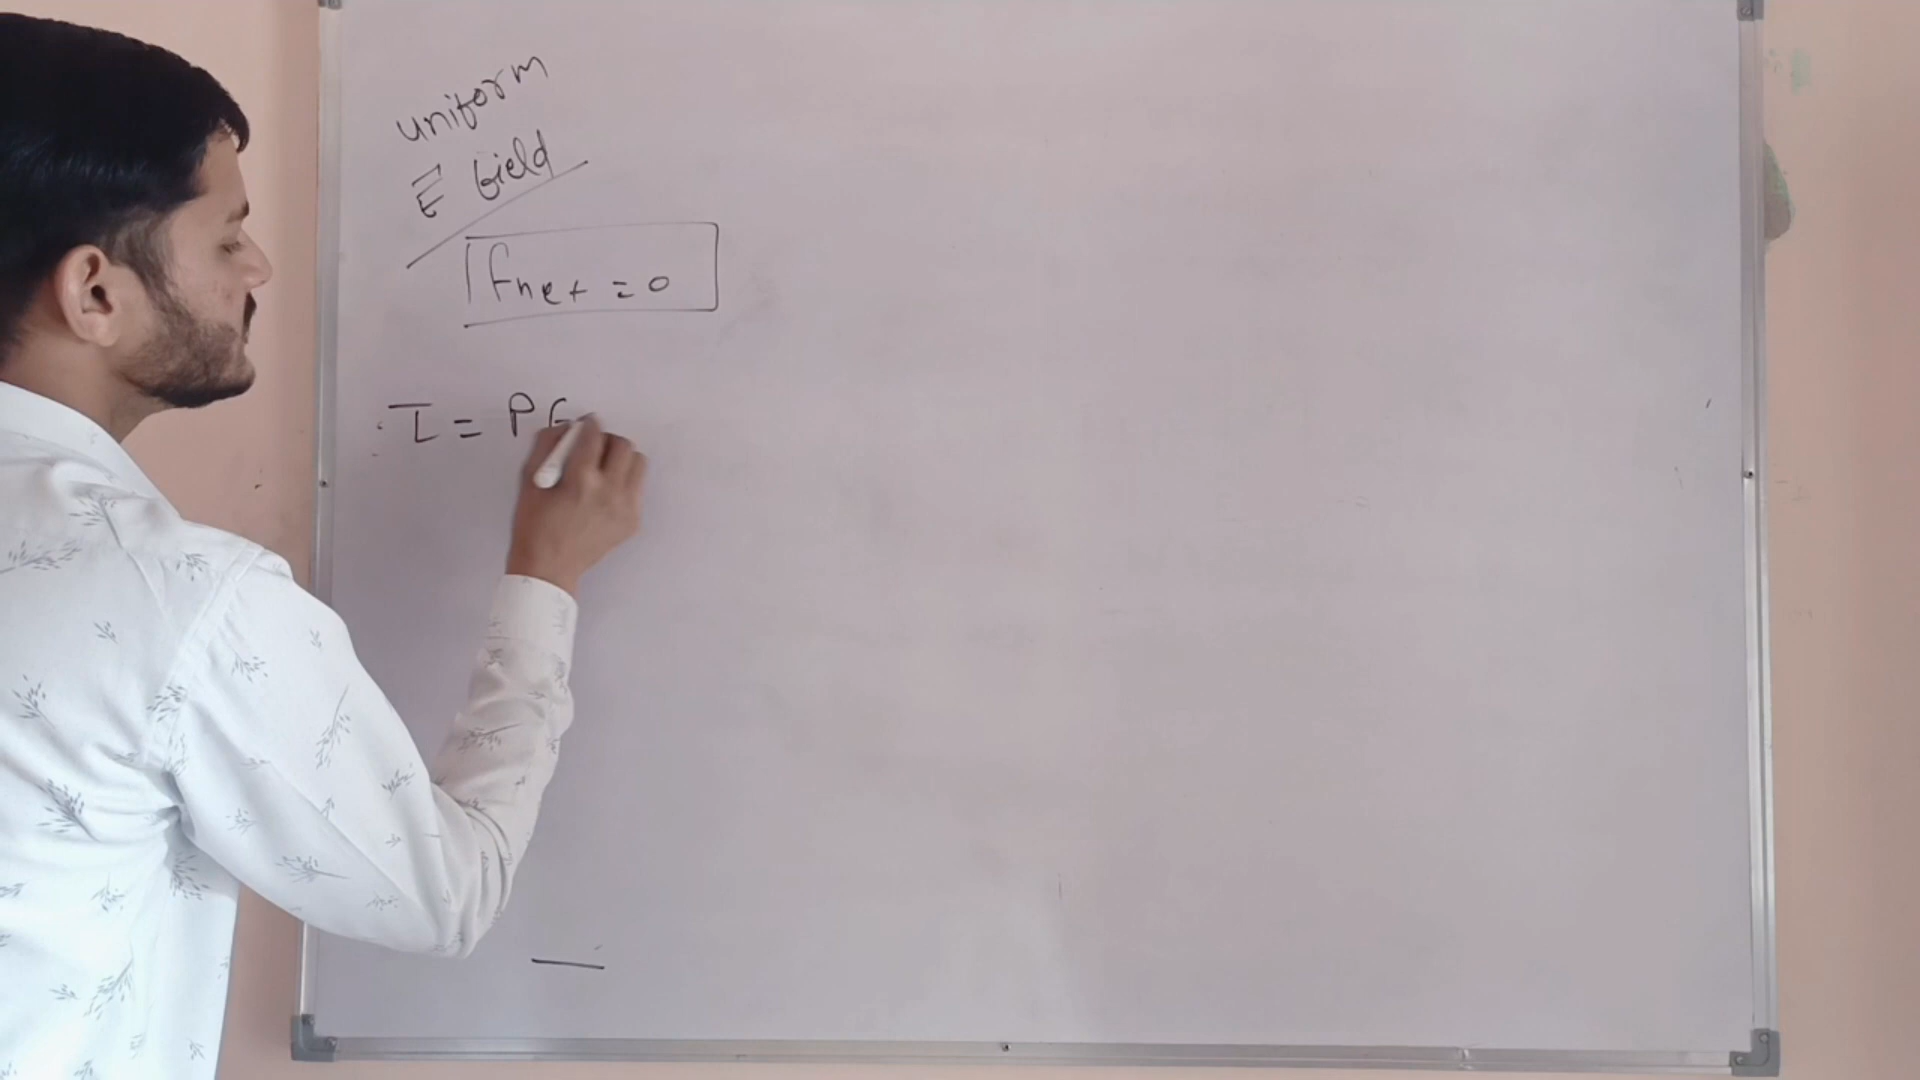 uniform
E⃗ field
Fnet = 0
τ = PE